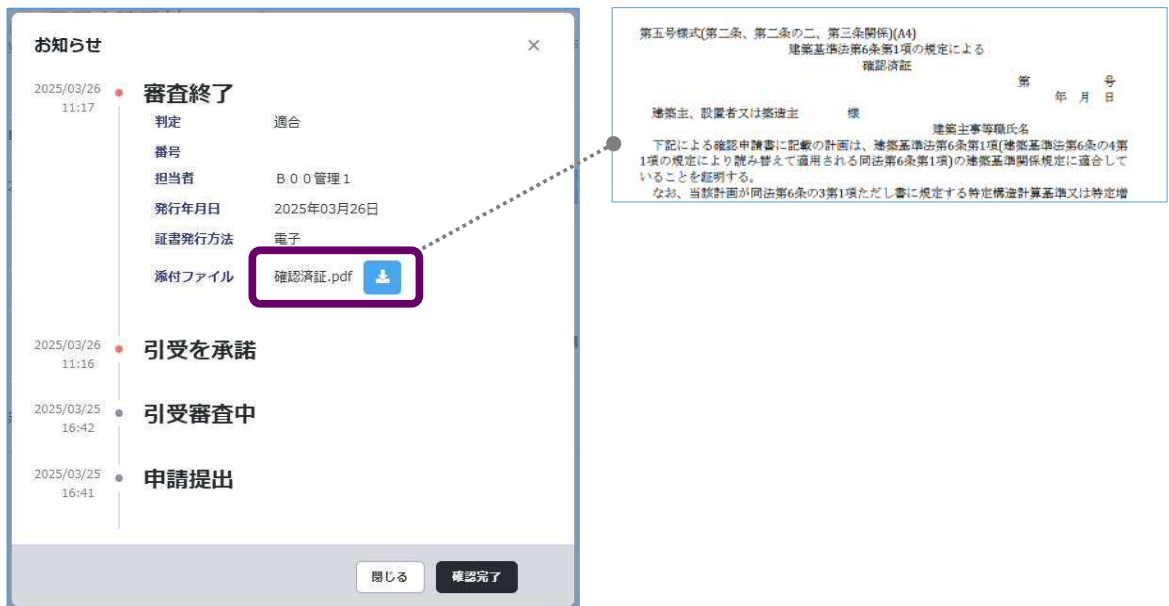 お知らせ
×
2025/03/26 11:17
審査終了
判定 適合
番号
担当者 B00管理1
発行年月日 2025年03月26日
証書発行方法 電子
添付ファイル 確認済証.pdf
2025/03/26 11:16
引受を承諾
2025/03/25 16:42
引受審査中
2025/03/25 16:41
申請提出
閉じる 確認完了
第五号様式(第二条、第二条の二、第三条関係)(A4)
建築基準法第6条第1項の規定による
確認済証
第 号
年 月 日
建築主、設置者又は築造主 様
建築主事等職氏名
下記による確認申請書に記載の計画は、建築基準法第6条第1項(建築基準法第6条の4第
1項の規定により読み替えて適用される同法第6条第1項)の建築基準関係規定に適合して
いることを証明する。
なお、当該計画が同法第6条の3第1項ただし書に規定する特定構造計算基準又は特定増